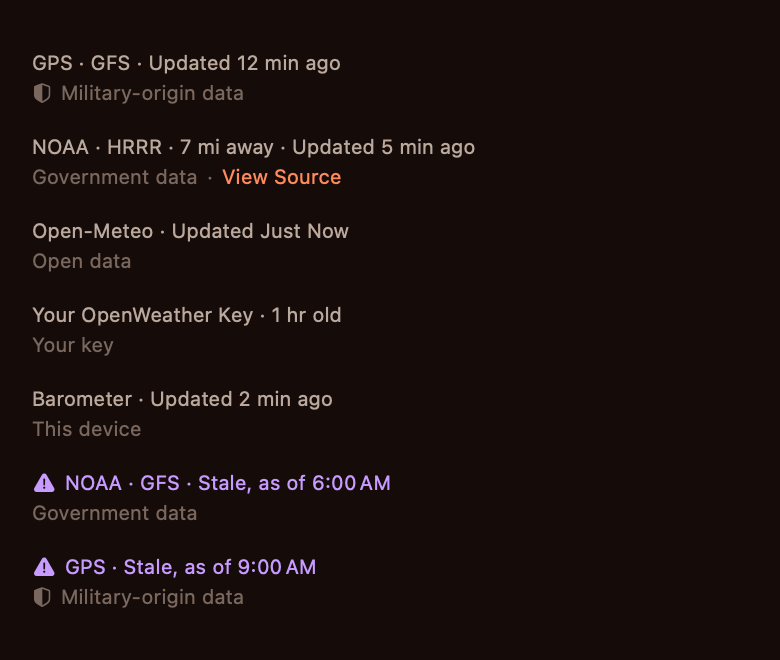 GPS · GFS · Updated 12 min ago
Military-origin data
NOAA · HRRR · 7 mi away · Updated 5 min ago
Government data · View Source
Open-Meteo · Updated Just Now
Open data
Your OpenWeather Key · 1 hr old
Your key
Barometer · Updated 2 min ago
This device
NOAA · GFS · Stale, as of 6:00 AM
Government data
GPS · Stale, as of 9:00 AM
Military-origin data